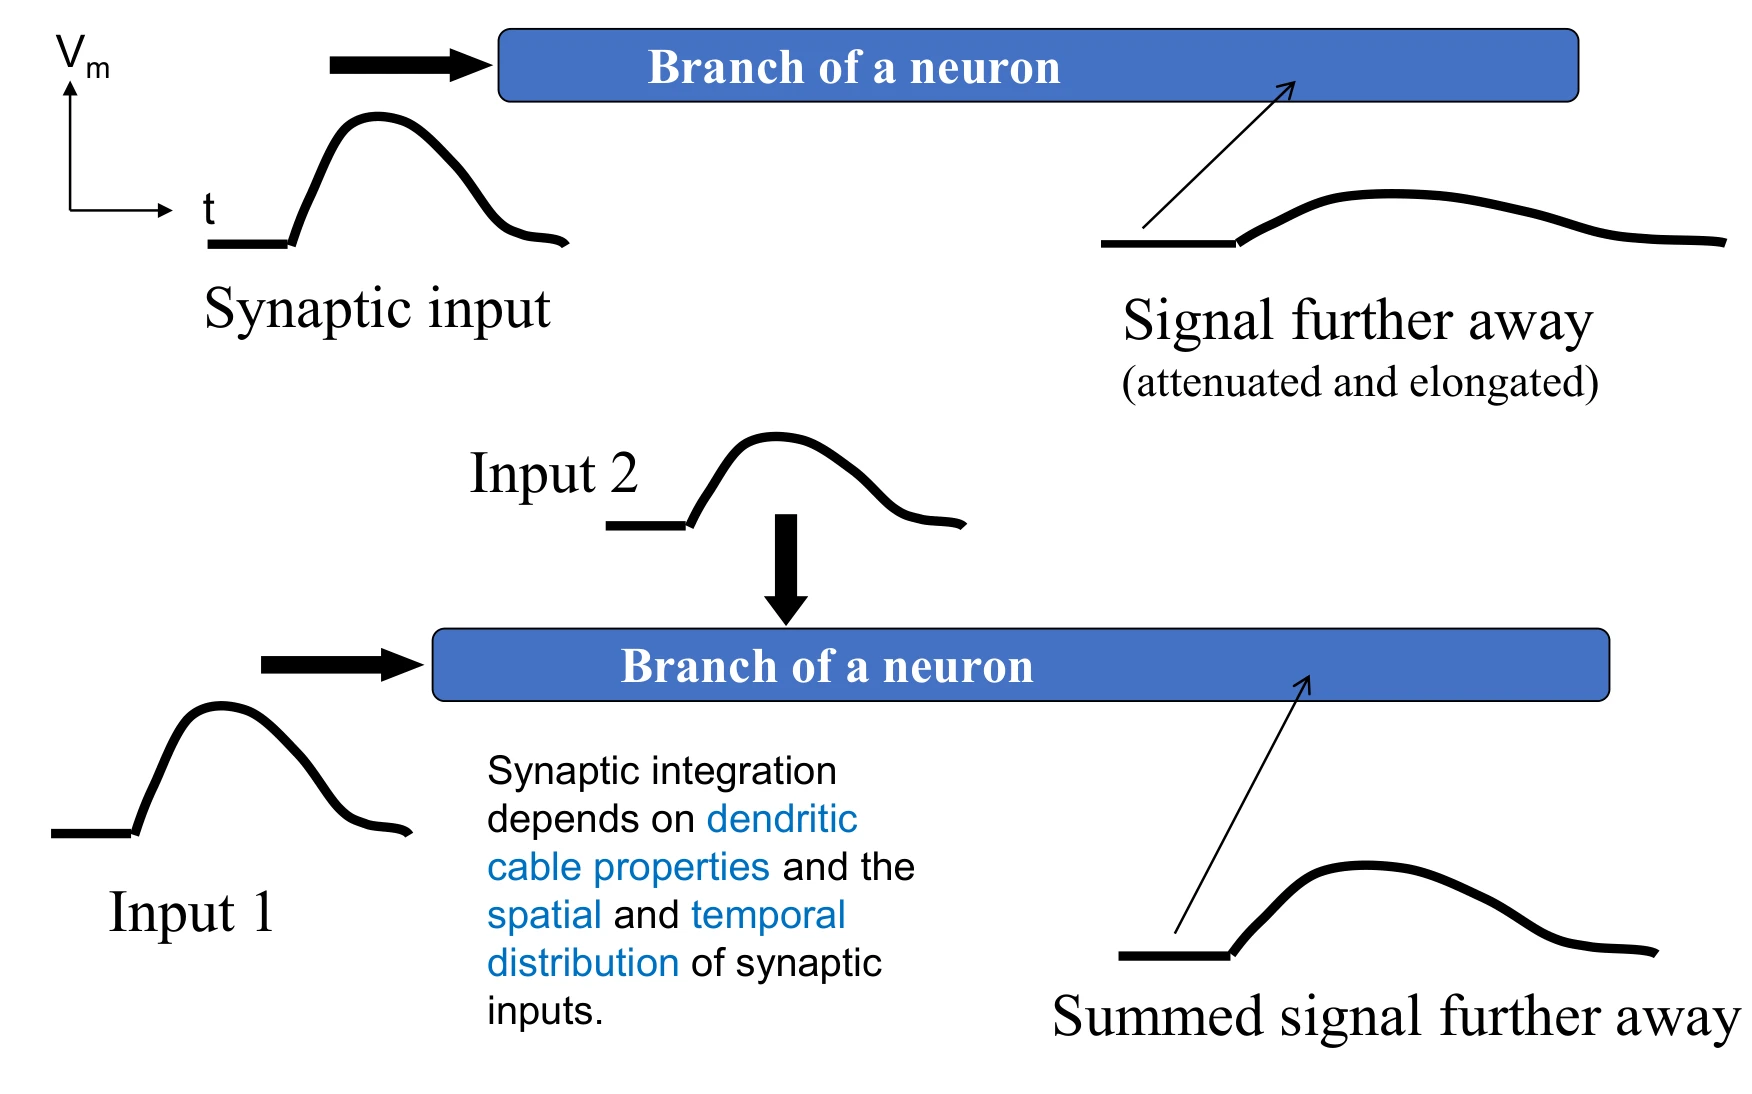 Vm
Branch of a neuron
t
Synaptic input
Signal further away
(attenuated and elongated)
Input 2
Branch of a neuron
Input 1
Synaptic integration
depends on dendritic
cable properties and the
spatial and temporal
distribution of synaptic
inputs.
Summed signal further away